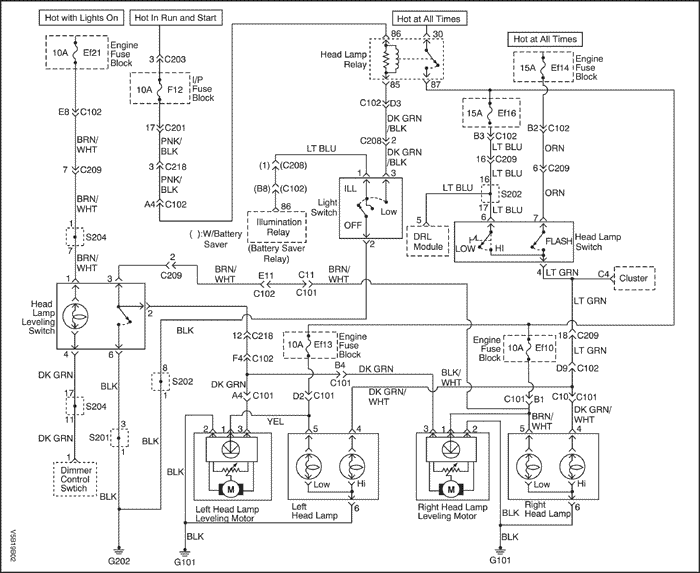 Hot with Lights On
Hot In Run and Start
Hot at All Times
Hot at All Times
10A Ef21
Engine
Fuse
Block
3 C203
10A F12
I/P
Fuse
Block
Head Lamp
Relay
86
30
85
87
15A Ef14
Engine
Fuse
Block
E8 C102
17 C201
C102 D3
DK GRN
/BLK
15A Ef16
B3 C102
B2 C102
BRN/
WHT
PNK/
BLK
C208 2
LT BLU
LT BLU
ORN
7 C209
3 C218
(1) (C208)
DK GRN
/BLK
16 C209
6 C209
PNK/
BLK
LT BLU
ORN
BRN/
WHT
A4 C102
(B8) (C102)
1
3
ILL
Low
OFF
Light
Switch
LT BLU
16
S202
17 LT BLU
86
Illumination
Relay
(Battery Saver
Relay)
( ):W/Battery
Saver
5
DRL
Module
6
7
LOW
HI
FLASH
Head Lamp
Switch
1
S204
7
BRN/
WHT
2
4 LT GRN
C4
Cluster
2
C209
BRN/
WHT
E11
C102
C11
C101
BRN/
WHT
LT GRN
1
3
Head
Lamp
Leveling
Switch
2
4
6
BLK
12 C218
F4 C102
10A Ef13
Engine
Fuse
Block
Engine
Fuse
Block
10A Ef10
18 C209
LT GRN
D9 C102
DK GRN
BLK
8
S202
1
DK GRN
A4 C101
B4
C101
DK GRN
D2 C101
BLK/
WHT
DK GRN/
WHT
C101 B1
C10 C101
17
S204
11
YEL
BRN/
WHT
DK GRN/
WHT
DK GRN
S201
3
1
BLK
2 1 3
5 4
3 1 2
5 4
1
Dimmer
Control
Swtich
BLK
BLK
M
Low
Hi
M
Low
Hi
Left Head Lamp
Leveling Motor
Left
Head Lamp
6
Right Head Lamp
Leveling Motor
Right
Head Lamp
6
BLK
BLK
BLK
BLK
G202
G101
G101